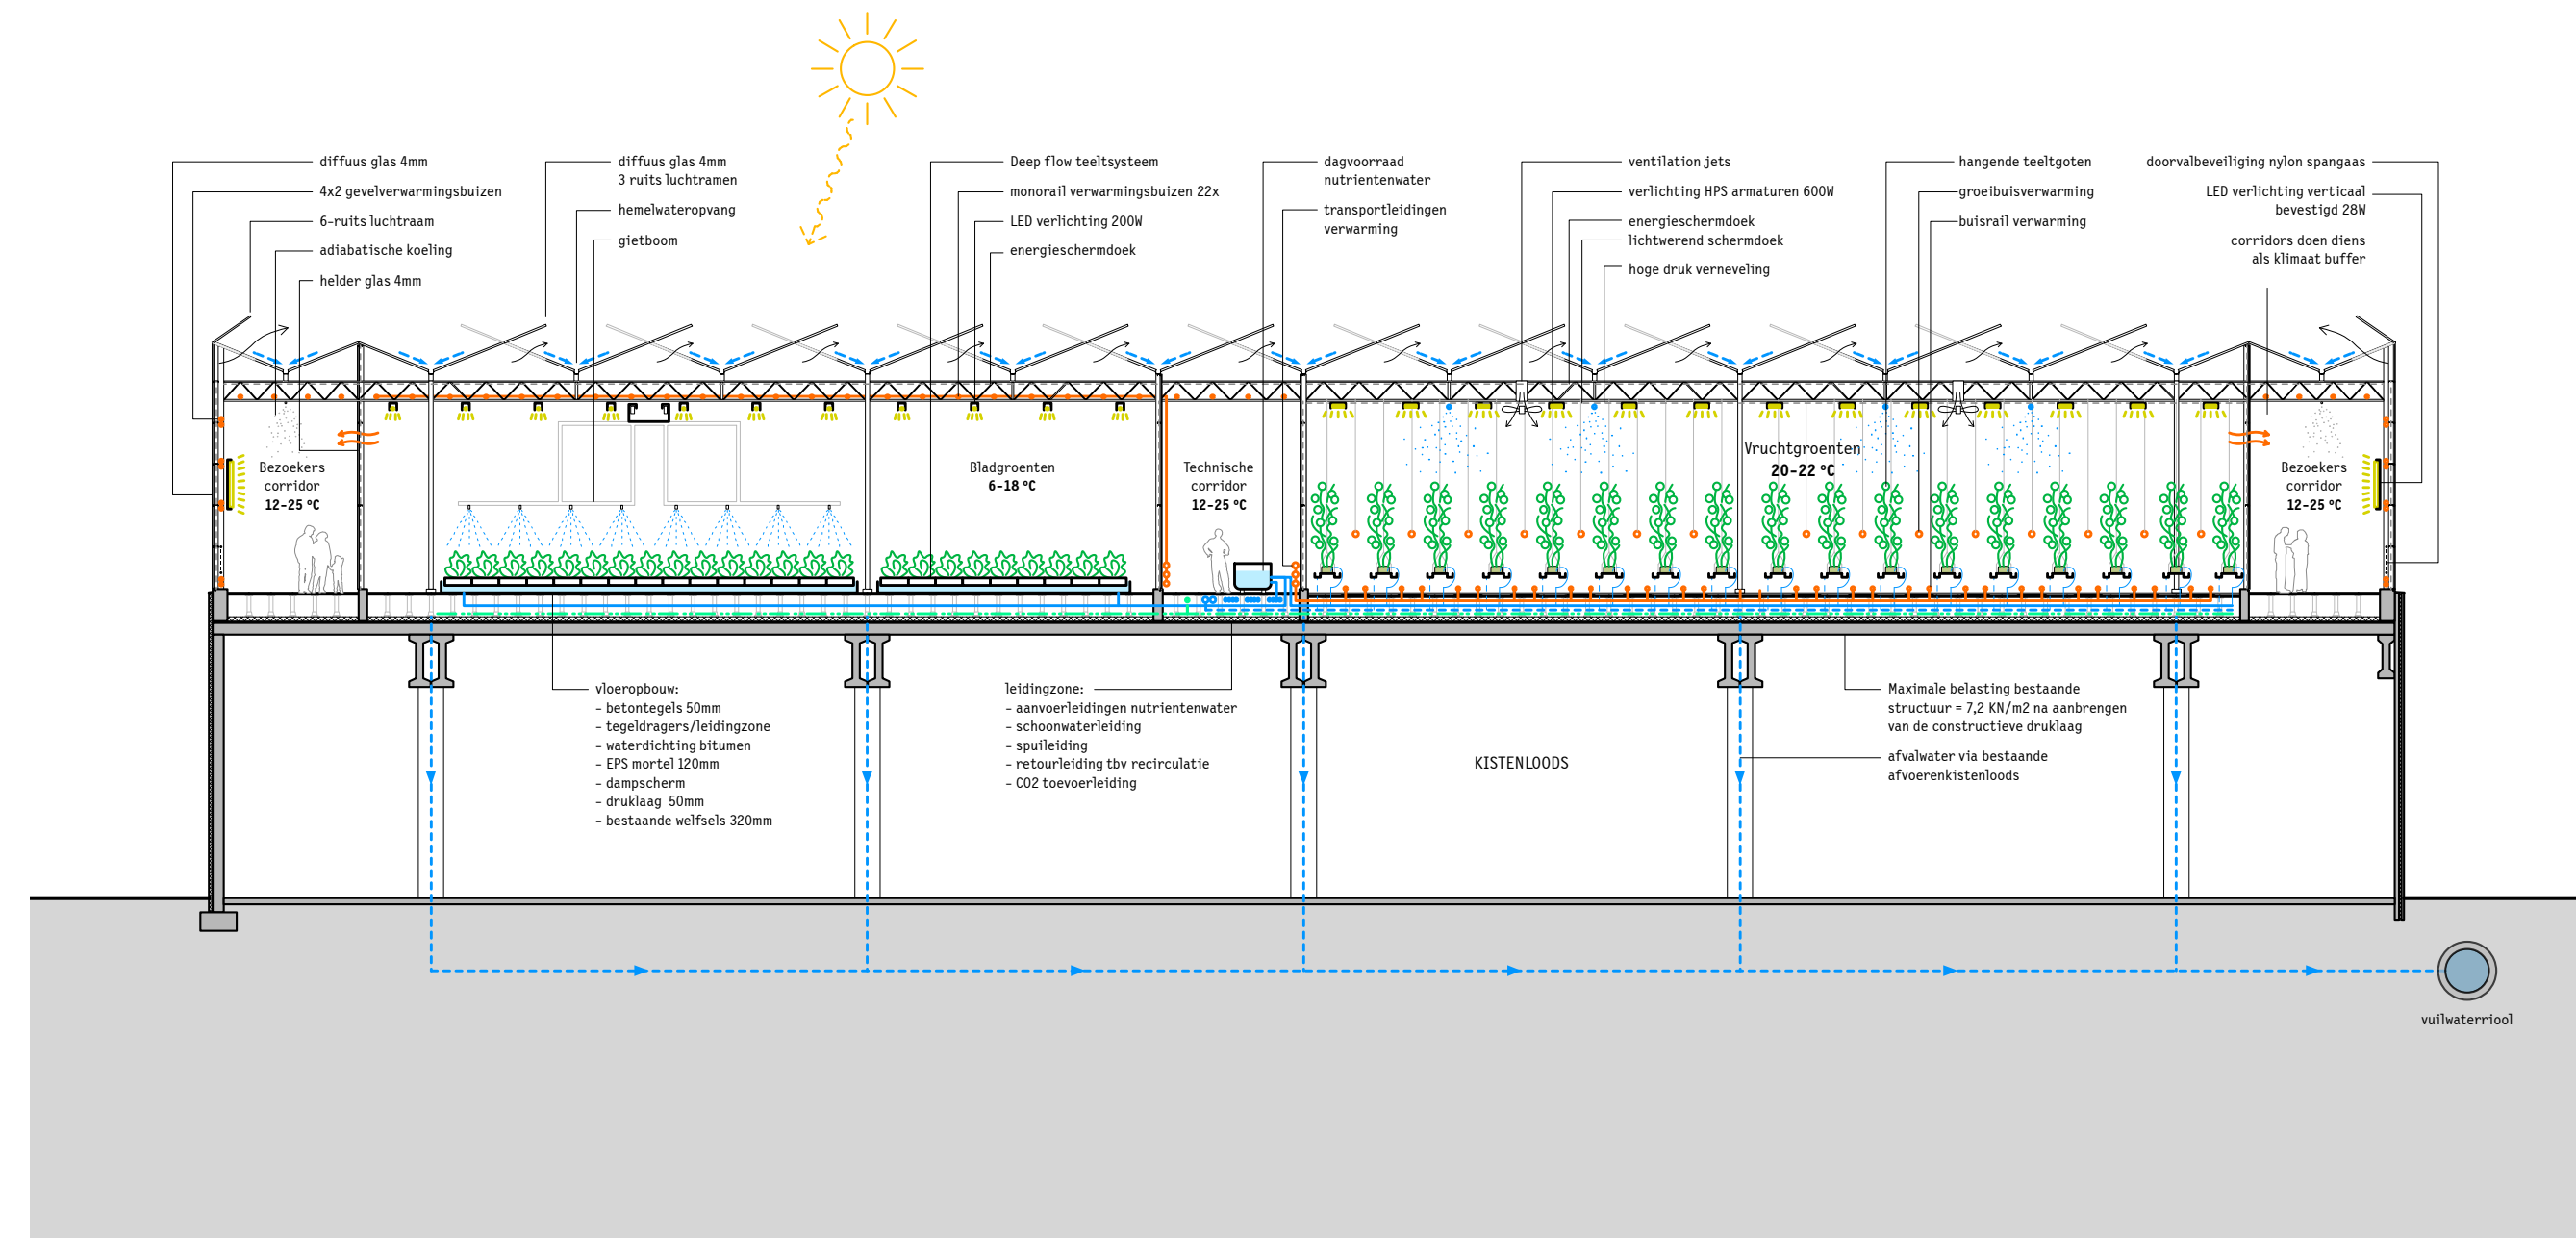 diffuus glas 4mm
4x2 gevelverwarmingsbuizen
6-ruits luchtraam
adiabatische koeling
helder glas 4mm
diffuus glas 4mm
3 ruits luchtramen
hemelwateropvang
gietboom
Deep flow teeltsysteem
monorail verwarmingsbuizen 22x
LED verlichting 200W
energieschermdoek
dagvoorraad
nutrientenwater
transportleidingen
verwarming
ventilation jets
verlichting HPS armaturen 600W
energieschermdoek
lichtwerend schermdoek
hoge druk verneveling
hangende teeltgoten
groeibuisverwarming
buisrail verwarming
doorvalbeveiliging nylon spangaas
LED verlichting verticaal
bevestigd 28W
corridors doen diens
als klimaat buffer
Bezoekers
corridor
12-25 ºC
Bladgroenten
6-18 ºC
Technische
corridor
12-25 ºC
Vruchtgroenten
20-22 ºC
Bezoekers
corridor
12-25 ºC
vloeropbouw:
- betontegels 50mm
- tegeldragers/leidingzone
- waterdichting bitumen
- EPS mortel 120mm
- dampscherm
- druklaag 50mm
- bestaande welfsels 320mm
leidingzone:
- aanvoerleidingen nutrientenwater
- schoonwaterleiding
- spuileiding
- retourleiding tbv recirculatie
- CO2 toevoerleiding
KISTENLOODS
Maximale belasting bestaande
structuur = 7,2 KN/m2 na aanbrengen
van de constructieve druklaag
afvalwater via bestaande
afvoerenkistenloods
vuilwaterriool